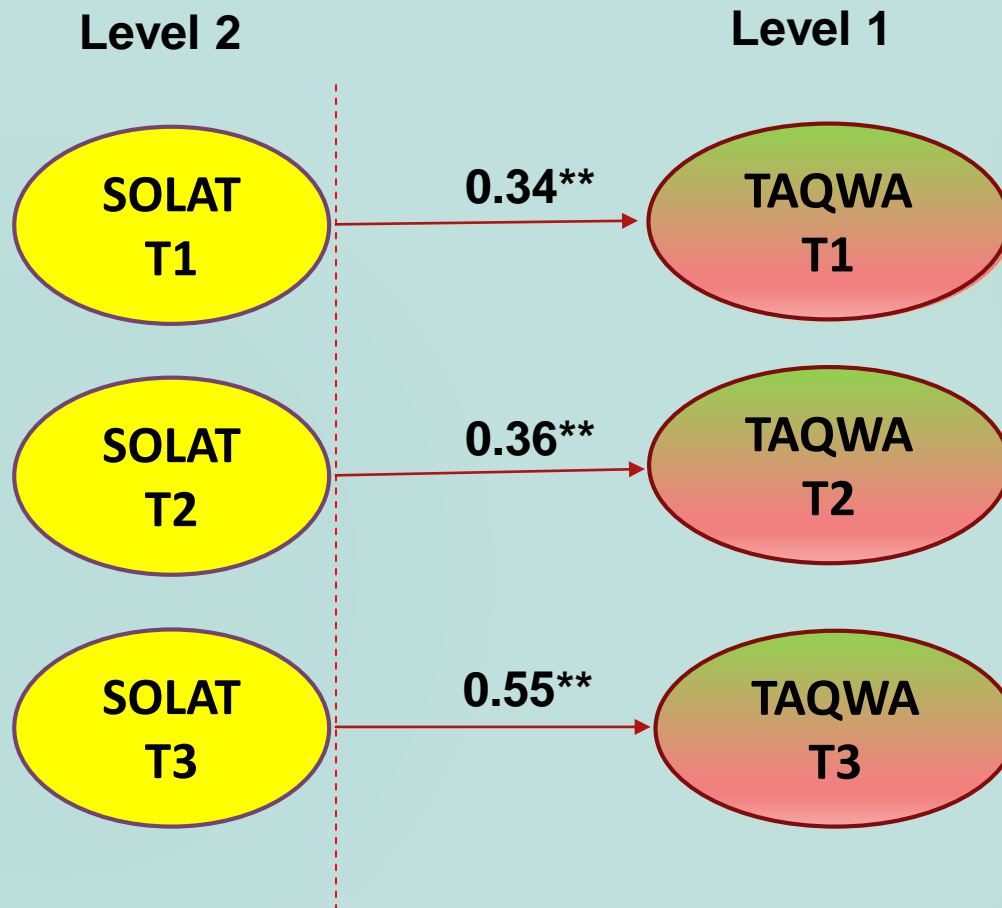 Level 2
Level 1
SOLAT
T1
0.34**
TAQWA
T1
SOLAT
T2
0.36**
TAQWA
T2
SOLAT
T3
0.55**
TAQWA
T3